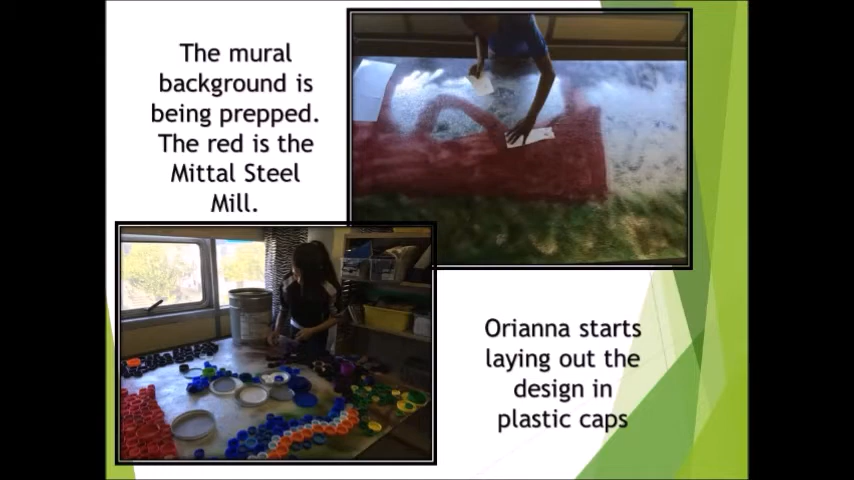 The mural
background is
being prepped.
The red is the
Mittal Steel
Mill.
Orianna starts
laying out the
design in
plastic caps